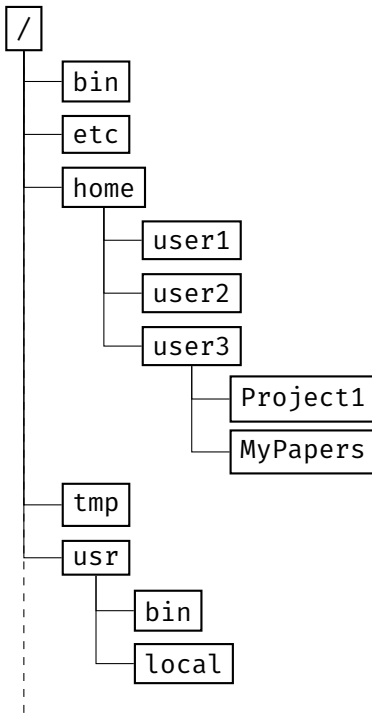 /
bin
etc
home
user1
user2
user3
Project1
MyPapers
tmp
usr
bin
local